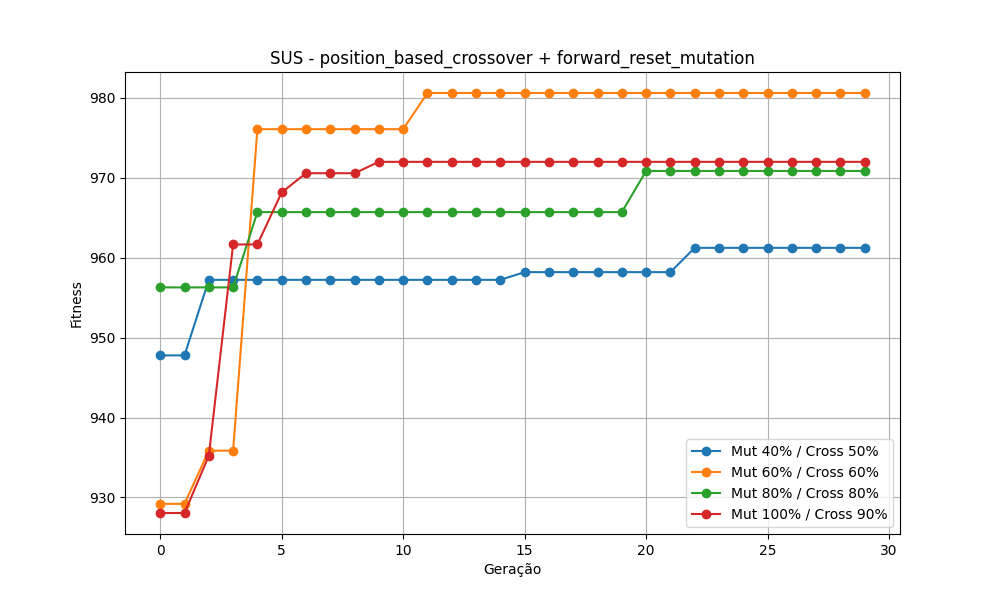 SUS - position_based_crossover + forward_reset_mutation
980
970
960
950
940
930
Fitness
0 5 10 15 20 25 30
Geração
Mut 40% / Cross 50%
Mut 60% / Cross 60%
Mut 80% / Cross 80%
Mut 100% / Cross 90%